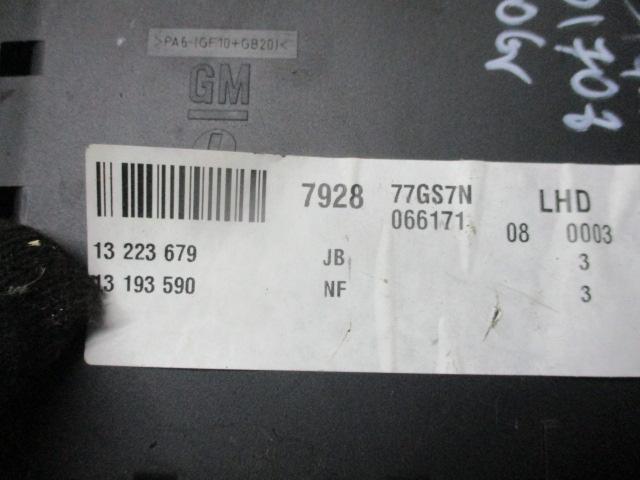 >PA6-(GF10+GB20)<
GM
7928 77GS7N LHD
066171 08 0003
13 223 679 JB 3
13 193 590 NF 3